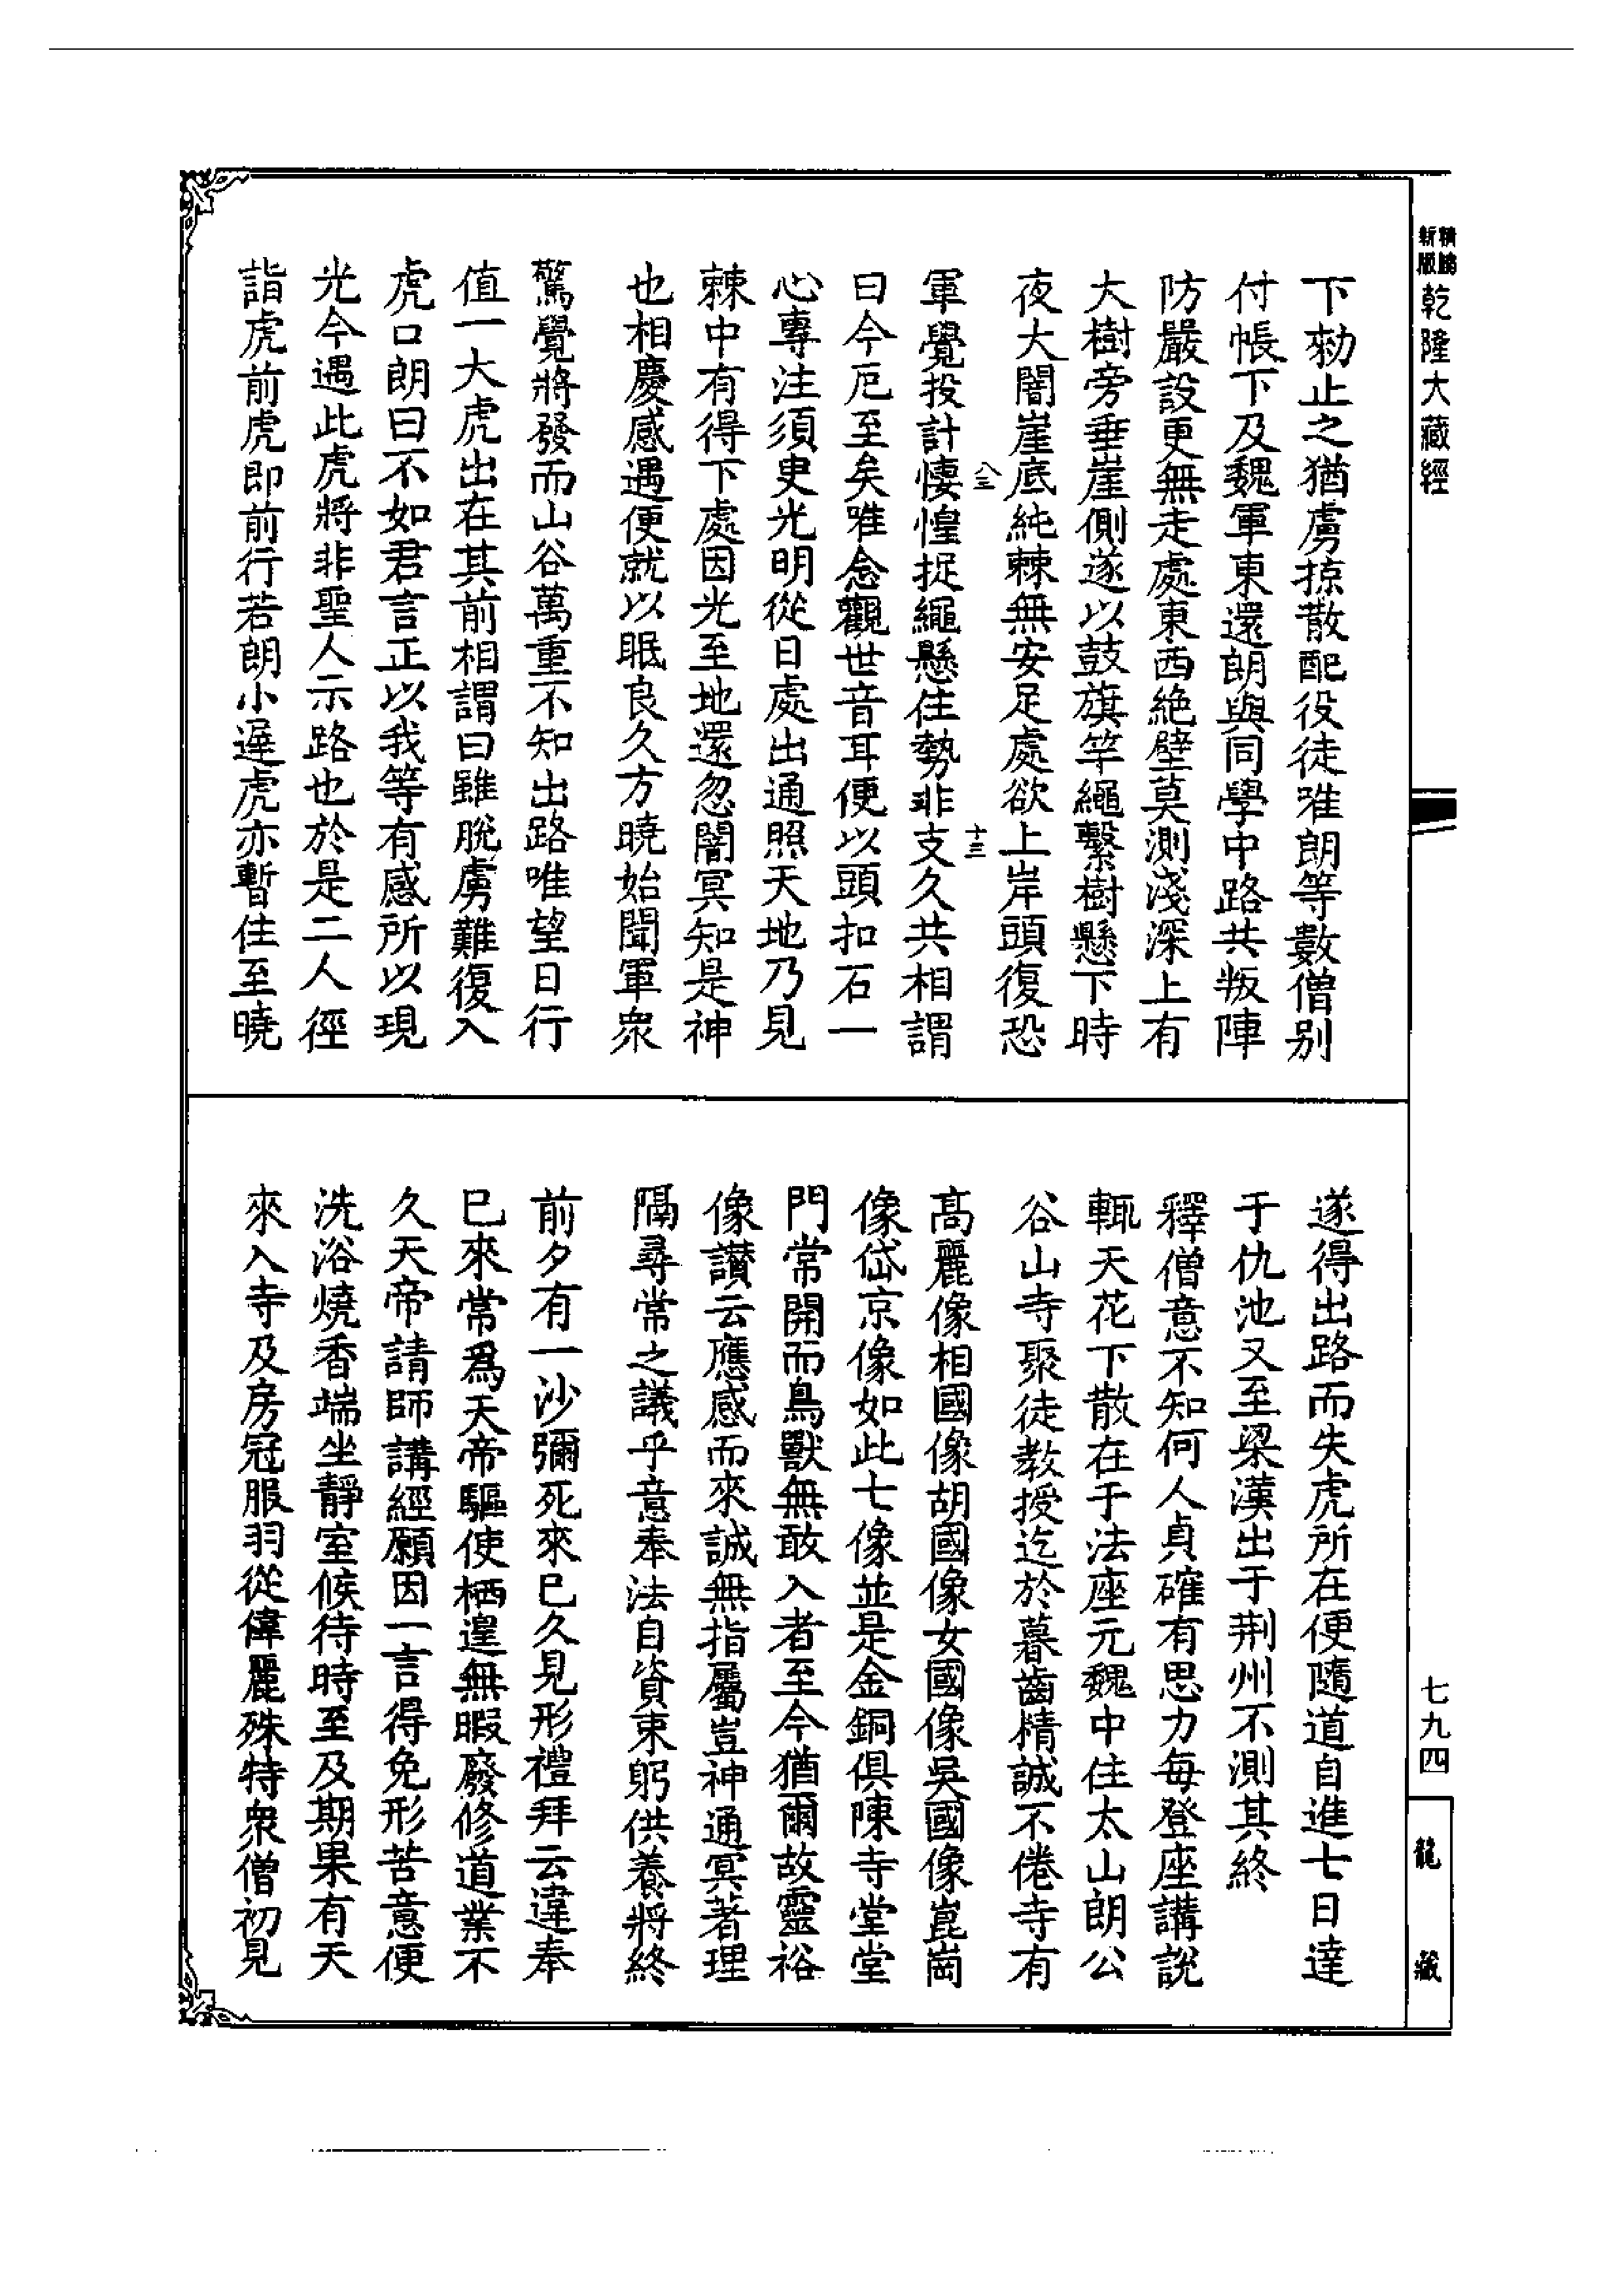 精勝
新版
乾隆大藏經
下勑止之猶虜掠散配役徒唯朗等數僧别
付帳下及魏軍東還朗與同學中路共叛陣
防嚴設更無走處東西絶壁莫測淺深上有
大樹旁垂崖側遂以鼓旗竿繩繫樹懸下時
夜大闇崖底純棘無安足處欲上岸頭復恐
八三
十三
軍覺投計悽惶捉繩懸住勢非支久共相謂
曰今厄至矣唯念觀世音耳便以頭扣石一
心專注須臾光明從日處出通照天地乃見
棘中有得下處因光至地還忽闇冥知是神
也相慶感遇便就以眠良久方曉始聞軍衆
驚覺將發而山谷萬重不知出路唯望日行
值一大虎出在其前相謂曰雖脫虜難復入
虎口朗曰不如君言正以我等有感所以現
光今遇此虎將非聖人示路也於是二人徑
詣虎前虎即前行若朗小遲虎亦暫住至曉
遂得出路而失虎所在便隨道自進七日達
于仇池又至梁漢出于荆州不測其終
釋僧意不知何人貞確有思力每登座講說
輒天花下散在于法座元魏中住太山朗公
谷山寺聚徒教授迄於暮齒精誠不倦寺有
髙麗像相國像胡國像女國像吳國像崑崗
像岱京像如此七像並是金銅俱陳寺堂堂
門常開而鳥獸無敢入者至今猶爾故靈裕
像讃云應感而來誠無指屬豈神通冥著理
隔尋常之議乎意奉法自資束躬供養將終
前夕有一沙彌死來已久見形禮拜云違奉
已來常爲天帝驅使栖遑無暇廢修道業不
久天帝請師講經願因一言得免形苦意便
洗浴燒香端坐靜室候待時至及期果有天
來入寺及房冠服羽從偉麗殊特衆僧初見
七九四
龍藏